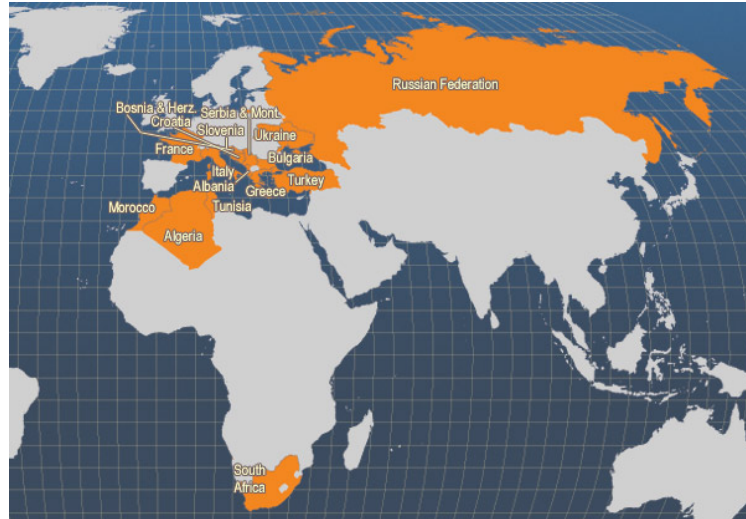 Russian Federation
Bosnia & Herz.
Serbia & Mont.
Croatia
Slovenia
Ukraine
France
Bulgaria
Italy
Albania
Turkey
Greece
Morocco
Tunisia
Algeria
South
Africa